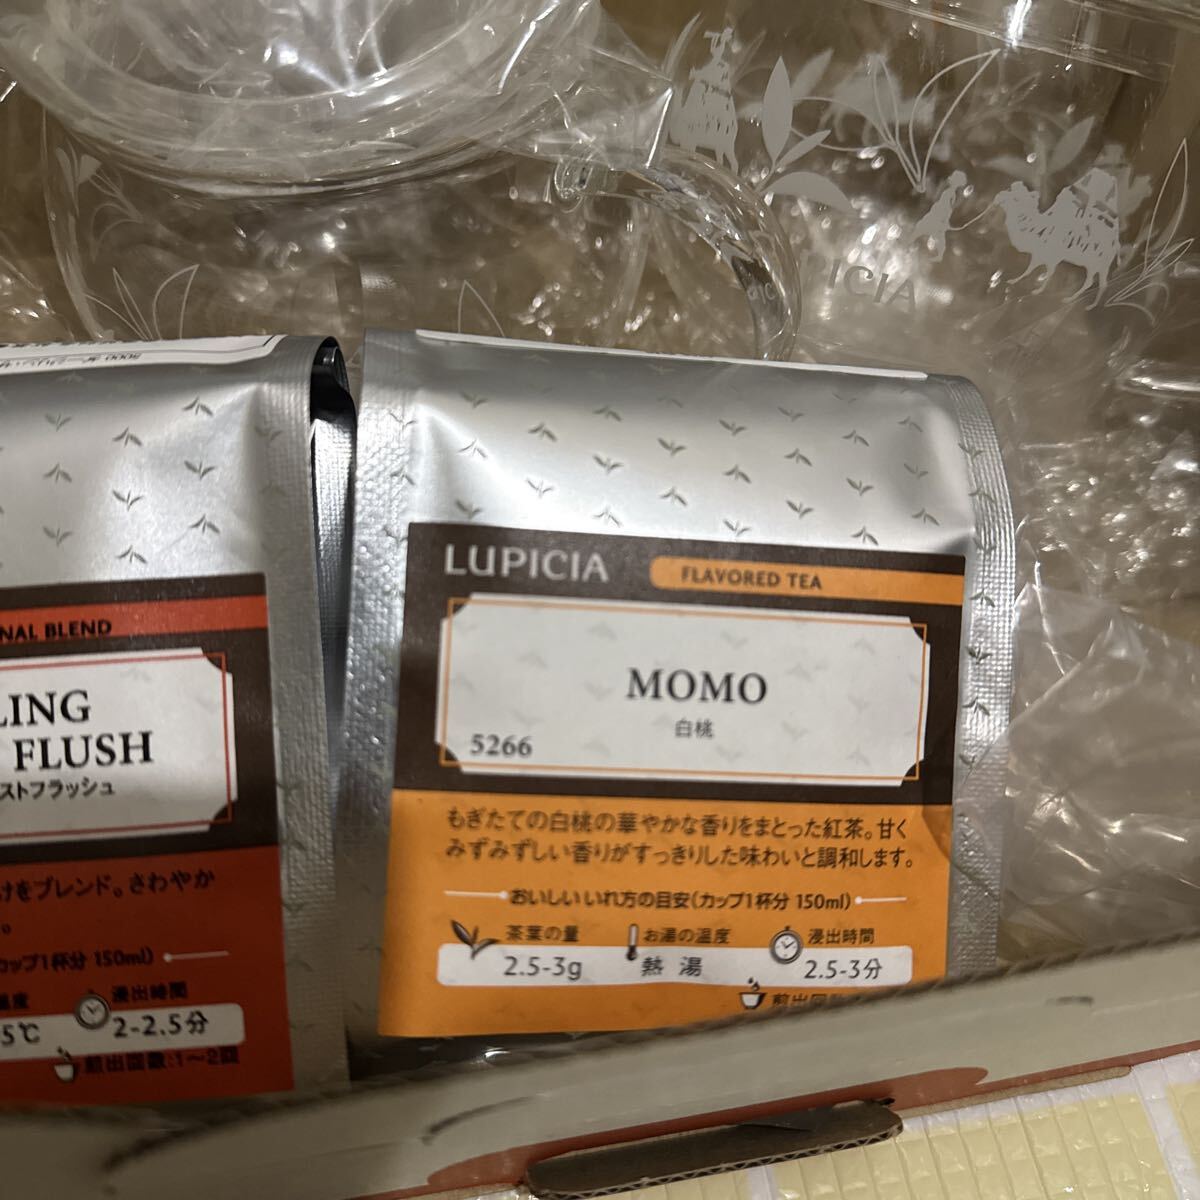 LUPICIA
FLAVORED TEA
MOMO
白桃
5266
もぎたての白桃の華やかな香りをまとった紅茶。甘く
みずみずしい香りがすっきりした味わいと調和します。
おいしいいれ方の目安(カップ1杯分 150ml)
茶葉の量 お湯の温度 浸出時間
2.5-3g 熱湯 2.5-3分
煎出回数
NAL BLEND
LING
FLUSH
ストフラッシュ
けをブレンド。さわやか
。
カップ1杯分 150ml)
温度 浸出時間
5℃ 2-2.5分
煎出回数:1〜2回
PICIA